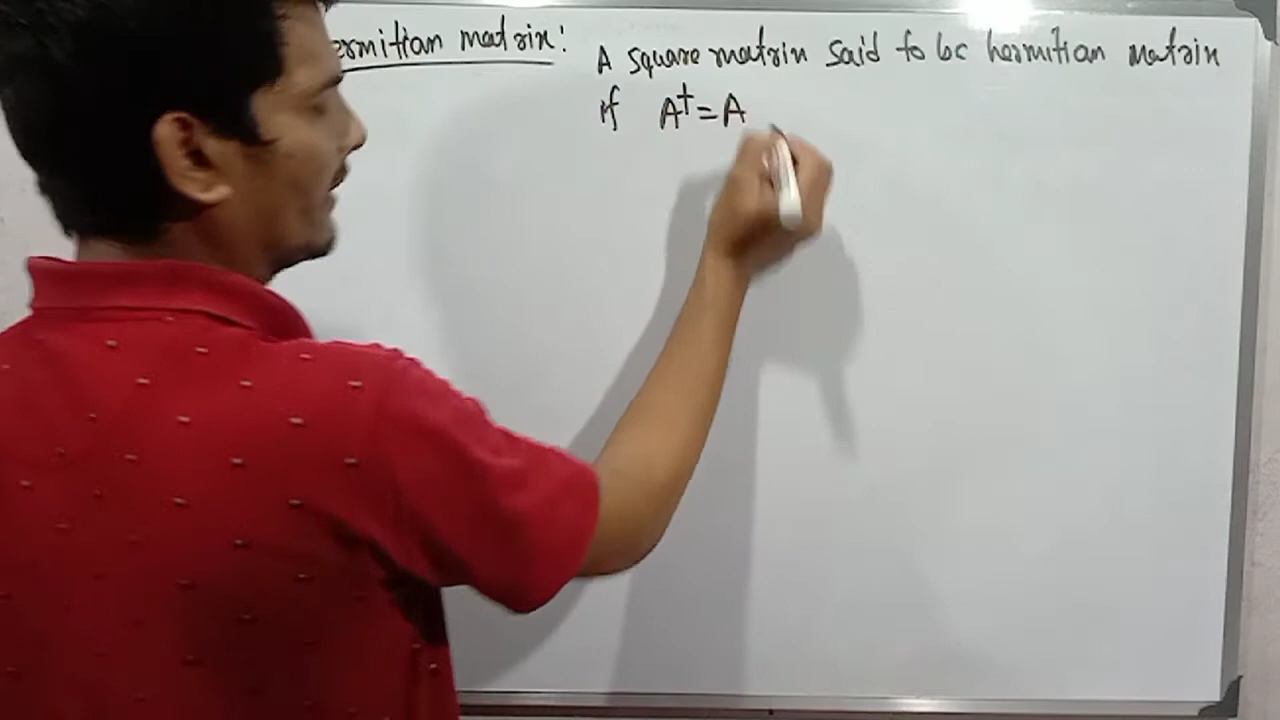 ermitian matrix: A square matrix said to be hermitian matrix
if A† = A